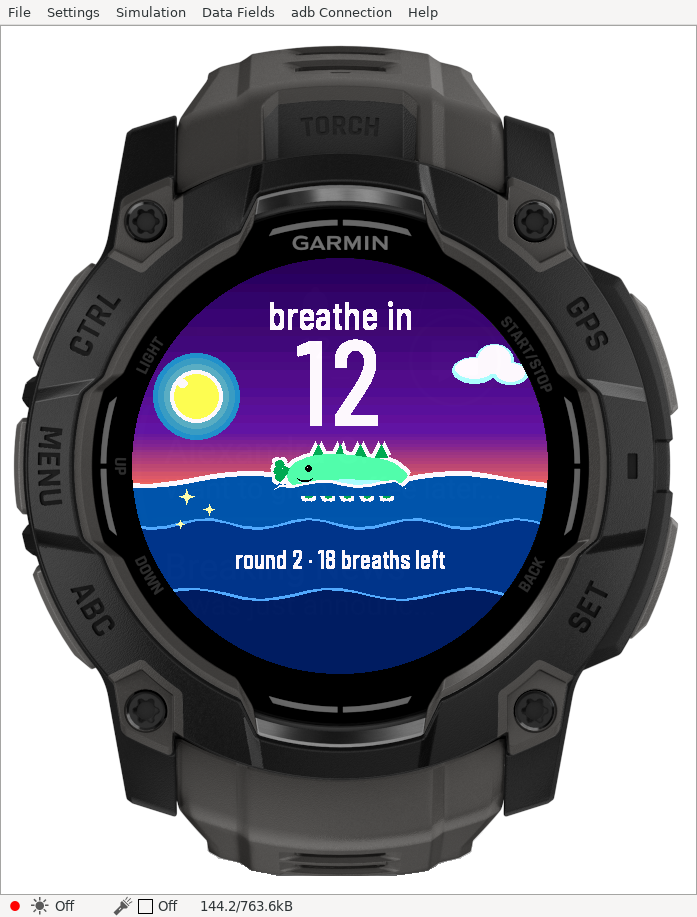 File Settings Simulation Data Fields adb Connection Help
TORCH
GARMIN
CTRL
GPS
LIGHT
START/STOP
breathe in
12
MENU
UP
round 2 · 18 breaths left
DOWN
BACK
ABC
SET
Off Off 144.2/763.6kB